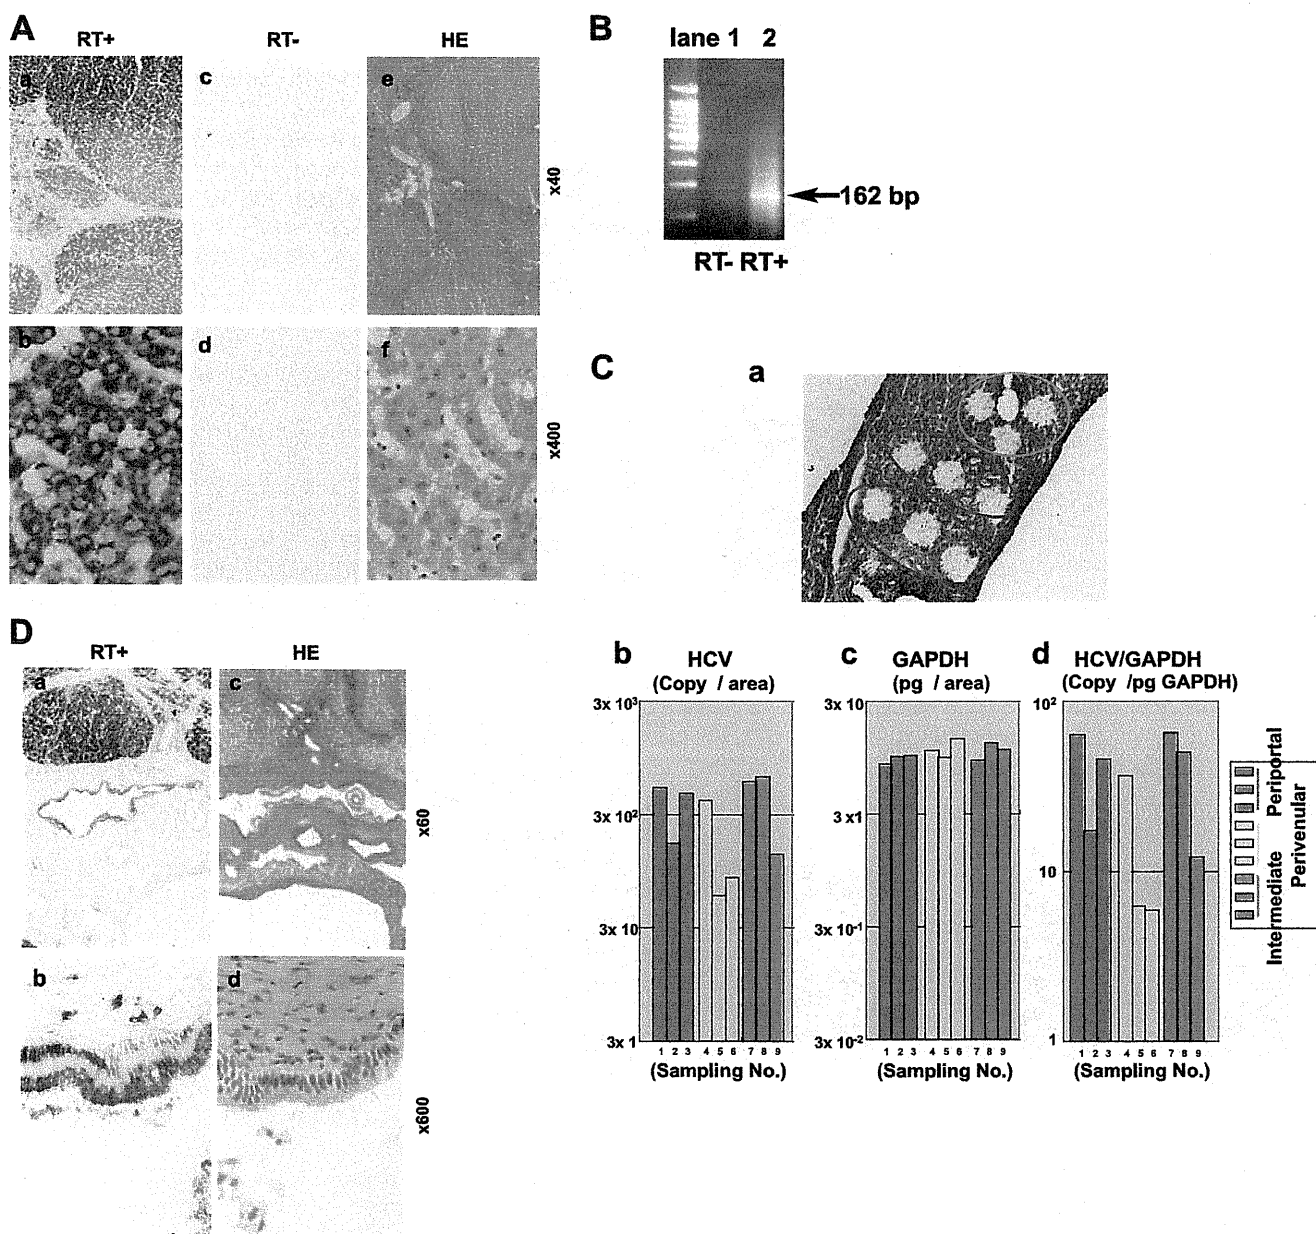 A
RT+
RT-
HE
a
c
e
x40
b
d
f
x400
B
lane 1 2
162 bp
RT- RT+
C
a
D
RT+
HE
a
c
x60
b
d
x600
b
HCV
(Copy / area)
3x 10³
3x 10²
3x 10
3x 1
1 2 3 4 5 6 7 8 9
(Sampling No.)
c
GAPDH
(pg / area)
3x 10
3x1
3x 10⁻¹
3x 10⁻²
1 2 3 4 5 6 7 8 9
(Sampling No.)
d
HCV/GAPDH
(Copy /pg GAPDH)
10²
10
1
1 2 3 4 5 6 7 8 9
(Sampling No.)
Periportal
Perivenular
Intermediate